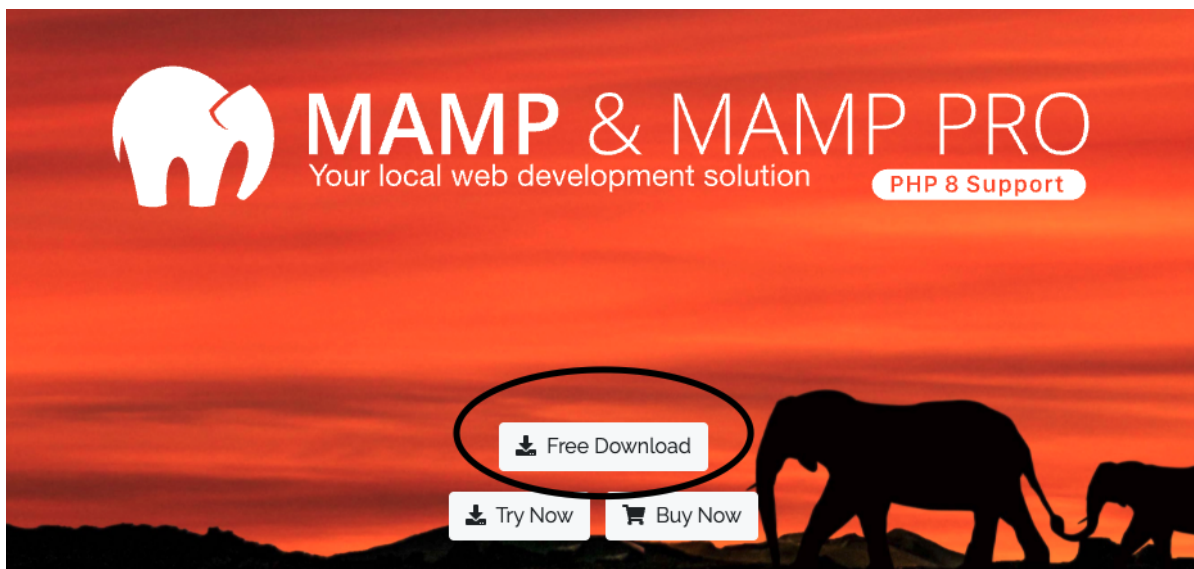 MAMP & MAMP PRO
Your local web development solution
PHP 8 Support
Free Download
Try Now
Buy Now